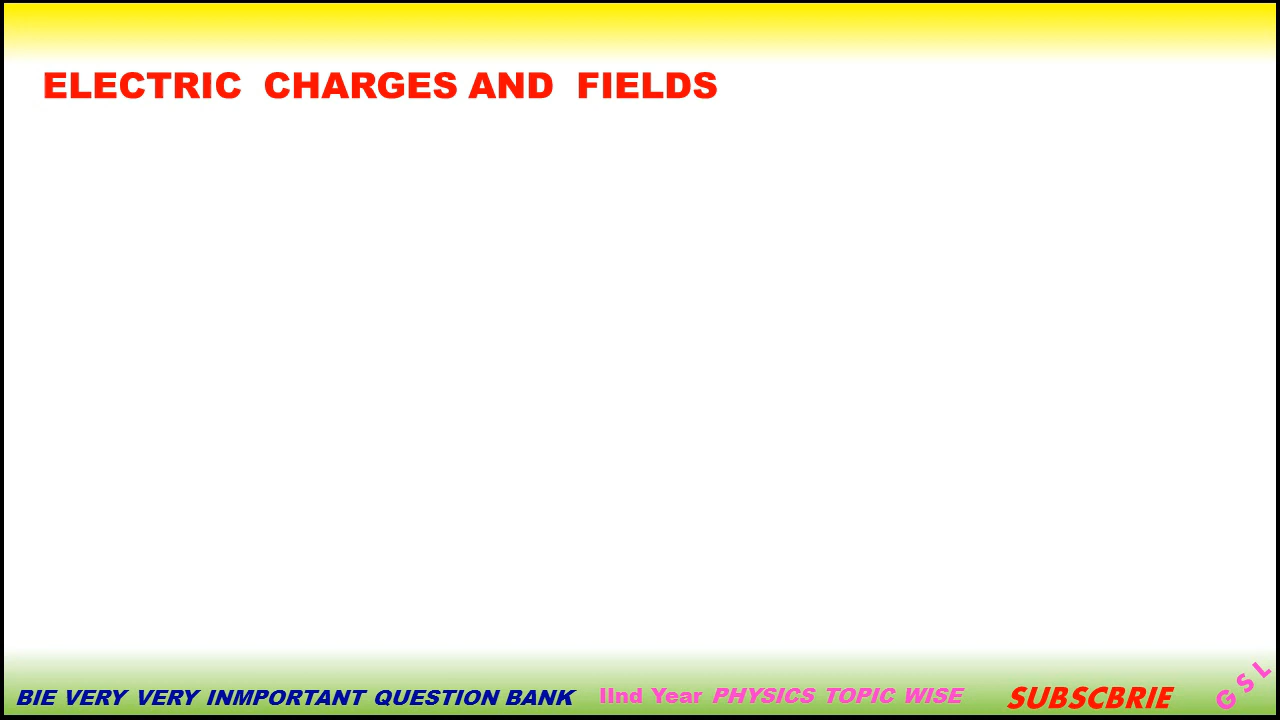 ELECTRIC CHARGES AND FIELDS
BIE VERY VERY INMPORTANT QUESTION BANK IInd Year PHYSICS TOPIC WISE SUBSCBRIE GSL